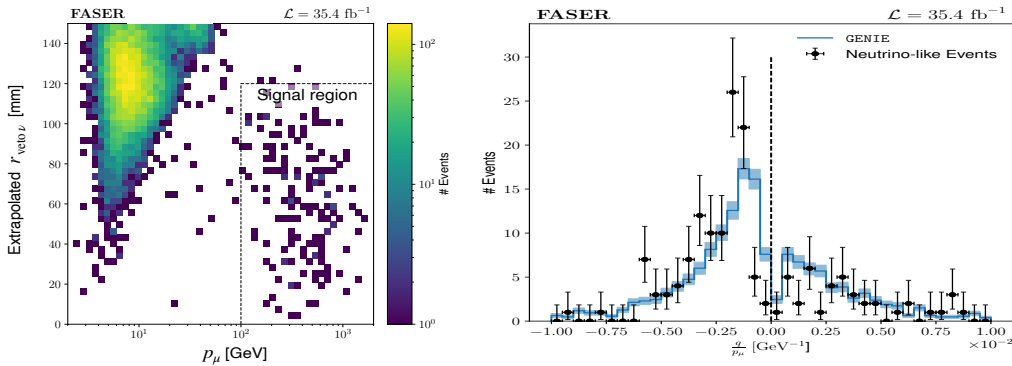 FASER
ℒ = 35.4 fb⁻¹
Extrapolated r_veto ν [mm]
160
140
120
100
80
60
40
20
0
Signal region
10¹
10²
10³
p_μ [GeV]
10²
10¹
10⁰
# Events
FASER
ℒ = 35.4 fb⁻¹
GENIE
Neutrino-like Events
# Events
30
25
20
15
10
5
0
−1.00
−0.75
−0.50
−0.25
0.00
0.25
0.50
0.75
1.00
×10⁻²
q/p_μ [GeV⁻¹]